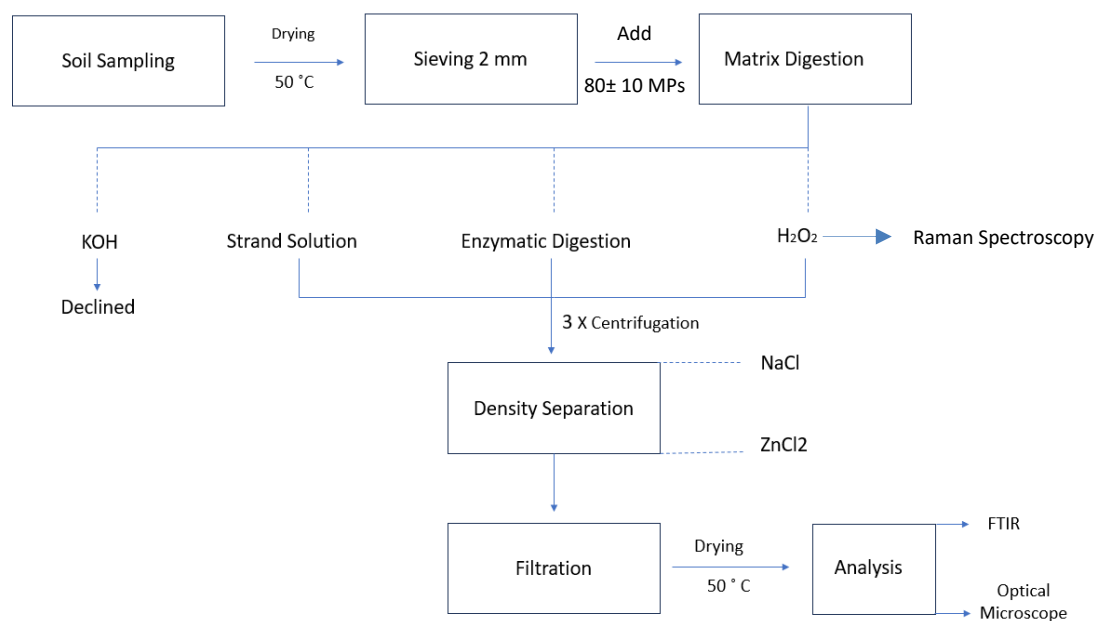 Soil Sampling
Drying
50 ˚C
Sieving 2 mm
Add
80± 10 MPs
Matrix Digestion
KOH
Strand Solution
Enzymatic Digestion
H₂O₂
Raman Spectroscopy
Declined
3 X Centrifugation
NaCl
Density Separation
ZnCl2
Filtration
Drying
50 ˚ C
Analysis
FTIR
Optical
Microscope